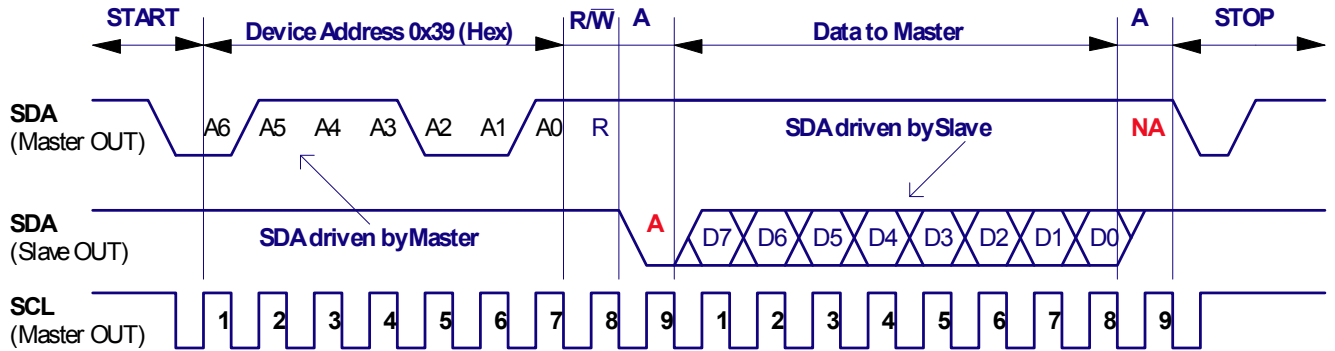 START Device Address 0x39 (Hex) R/W̅ A Data to Master A STOP
SDA
(Master OUT)
A6 A5 A4 A3 A2 A1 A0 R SDA driven by Slave NA
SDA
(Slave OUT)
SDA driven by Master A D7 D6 D5 D4 D3 D2 D1 D0
SCL
(Master OUT)
1 2 3 4 5 6 7 8 9 1 2 3 4 5 6 7 8 9